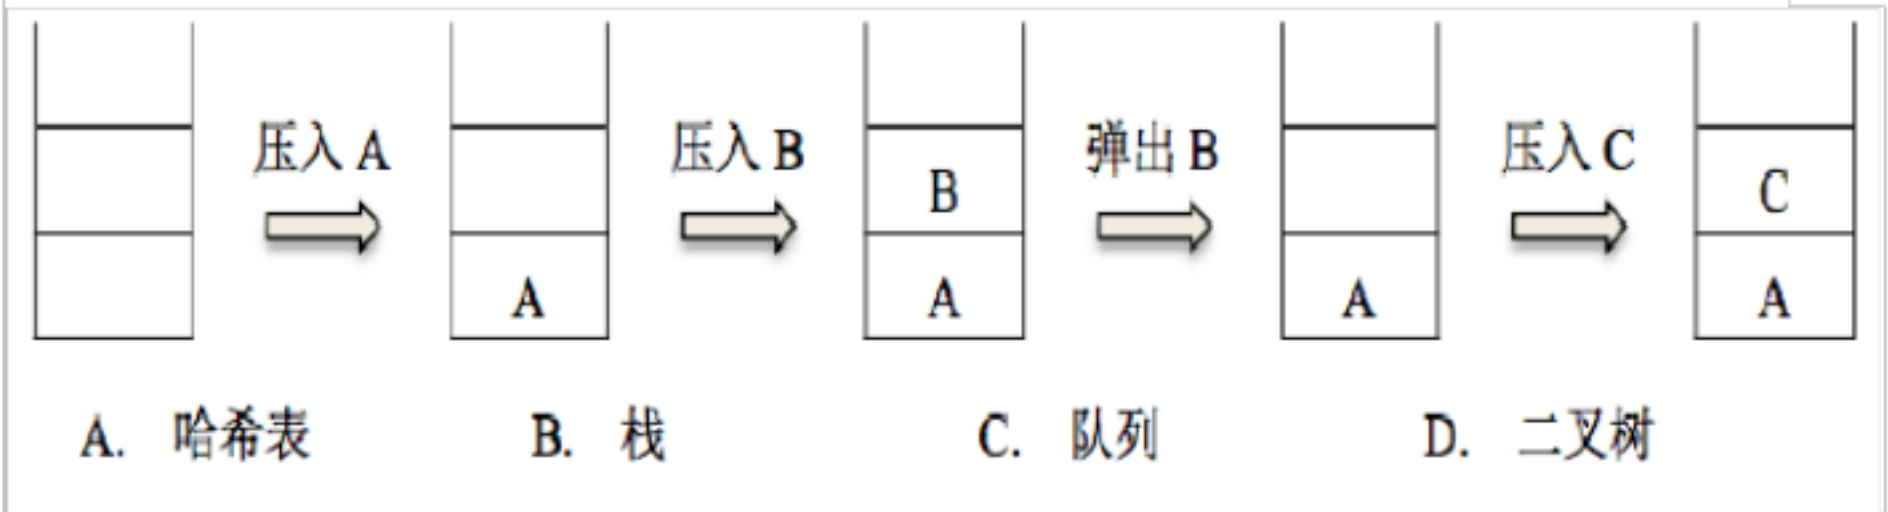 压入 A 压入 B 弹出 B 压入 C
B C
A A A A
A. 哈希表 B. 栈 C. 队列 D. 二叉树